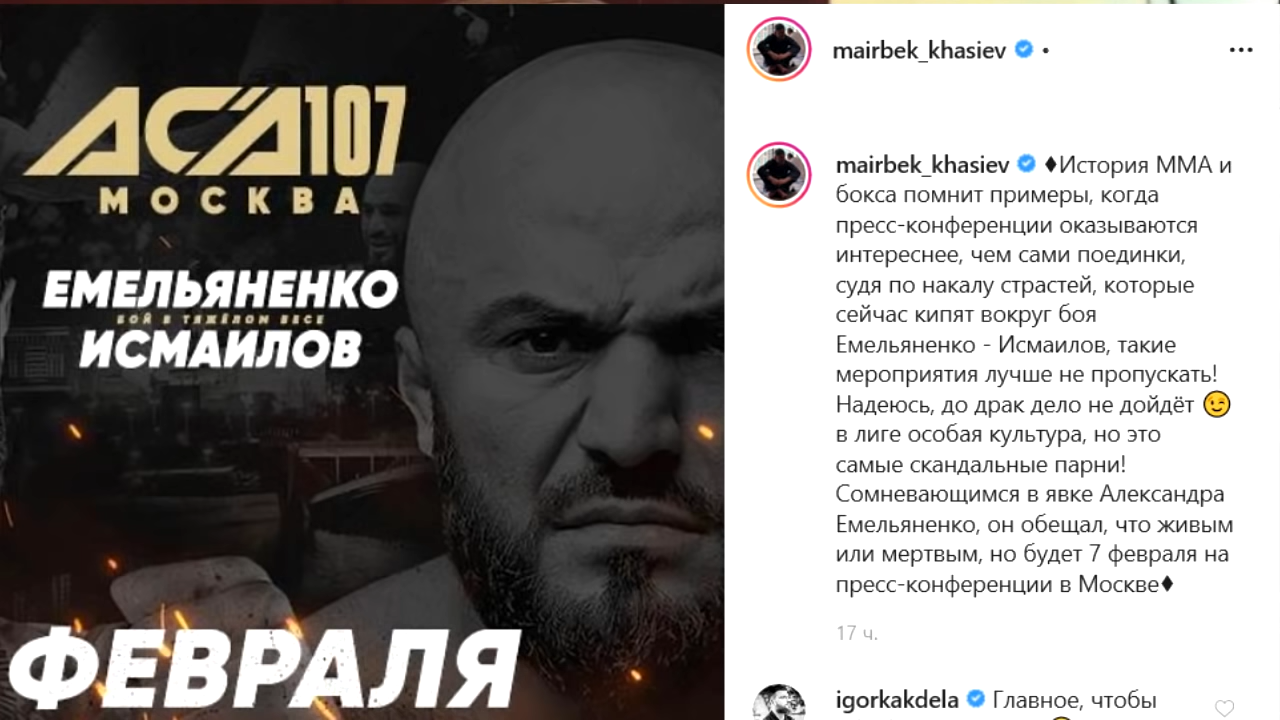 ACA107
МОСКВА
ЕМЕЛЬЯНЕНКО
БОЙ В ТЯЖЁЛОМ ВЕСЕ
ИСМАИЛОВ
ФЕВРАЛЯ
mairbek_khasiev •
mairbek_khasiev ♦История ММА и
бокса помнит примеры, когда
пресс-конференции оказываются
интереснее, чем сами поединки,
судя по накалу страстей, которые
сейчас кипят вокруг боя
Емельяненко - Исмаилов, такие
мероприятия лучше не пропускать!
Надеюсь, до драк дело не дойдёт 😉
в лиге особая культура, но это
самые скандальные парни!
Сомневающимся в явке Александра
Емельяненко, он обещал, что живым
или мертвым, но будет 7 февраля на
пресс-конференции в Москве♦
17 ч.
igorkakdela Главное, чтобы